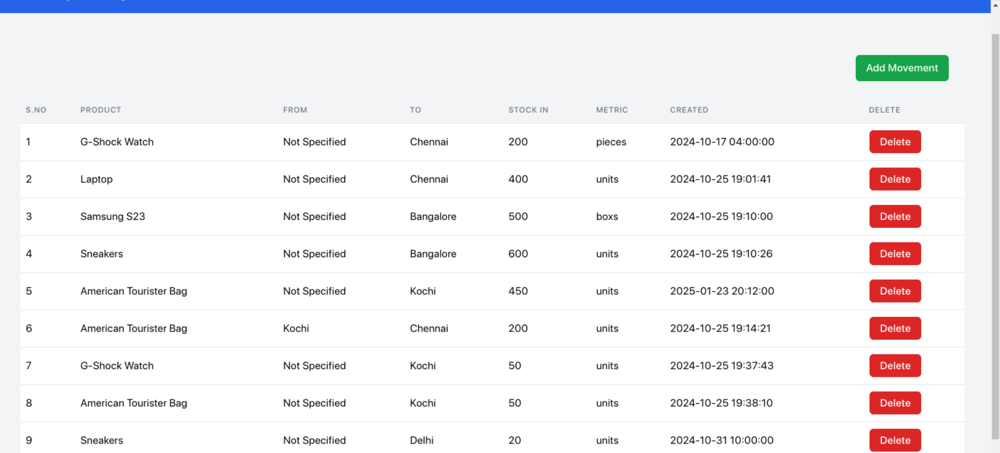 Add Movement
S.NO PRODUCT FROM TO STOCK IN METRIC CREATED DELETE
1 G-Shock Watch Not Specified Chennai 200 pieces 2024-10-17 04:00:00 Delete
2 Laptop Not Specified Chennai 400 units 2024-10-25 19:01:41 Delete
3 Samsung S23 Not Specified Bangalore 500 boxs 2024-10-25 19:10:00 Delete
4 Sneakers Not Specified Bangalore 600 units 2024-10-25 19:10:26 Delete
5 American Tourister Bag Not Specified Kochi 450 units 2025-01-23 20:12:00 Delete
6 American Tourister Bag Kochi Chennai 200 units 2024-10-25 19:14:21 Delete
7 G-Shock Watch Not Specified Kochi 50 units 2024-10-25 19:37:43 Delete
8 American Tourister Bag Not Specified Kochi 50 units 2024-10-25 19:38:10 Delete
9 Sneakers Not Specified Delhi 20 units 2024-10-31 10:00:00 Delete